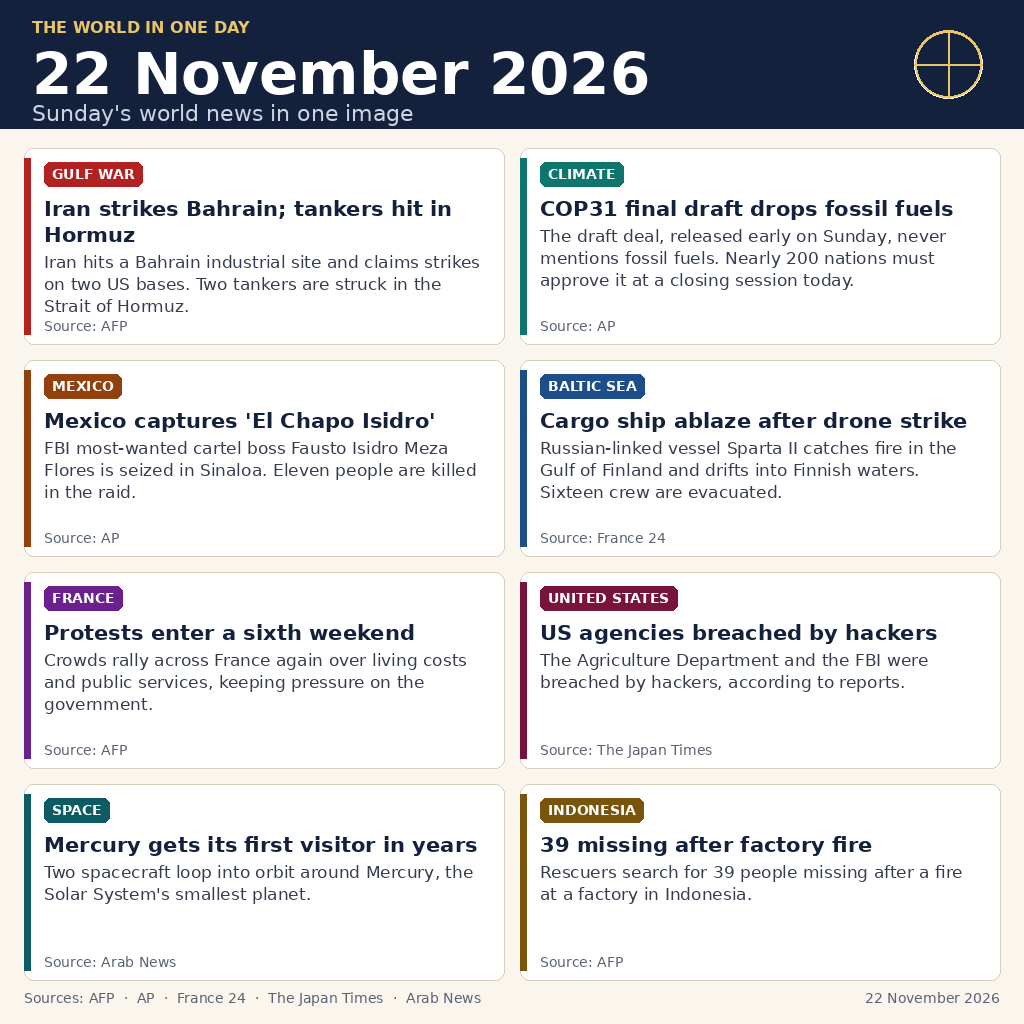 THE WORLD IN ONE DAY
22 November 2026
Sunday's world news in one image
GULF WAR
Iran strikes Bahrain; tankers hit in
Hormuz
Iran hits a Bahrain industrial site and claims strikes
on two US bases. Two tankers are struck in the
Strait of Hormuz.
Source: AFP
CLIMATE
COP31 final draft drops fossil fuels
The draft deal, released early on Sunday, never
mentions fossil fuels. Nearly 200 nations must
approve it at a closing session today.
Source: AP
MEXICO
Mexico captures 'El Chapo Isidro'
FBI most-wanted cartel boss Fausto Isidro Meza
Flores is seized in Sinaloa. Eleven people are killed
in the raid.
Source: AP
BALTIC SEA
Cargo ship ablaze after drone strike
Russian-linked vessel Sparta II catches fire in the
Gulf of Finland and drifts into Finnish waters.
Sixteen crew are evacuated.
Source: France 24
FRANCE
Protests enter a sixth weekend
Crowds rally across France again over living costs
and public services, keeping pressure on the
government.
Source: AFP
UNITED STATES
US agencies breached by hackers
The Agriculture Department and the FBI were
breached by hackers, according to reports.
Source: The Japan Times
SPACE
Mercury gets its first visitor in years
Two spacecraft loop into orbit around Mercury, the
Solar System's smallest planet.
Source: Arab News
INDONESIA
39 missing after factory fire
Rescuers search for 39 people missing after a fire
at a factory in Indonesia.
Source: AFP
Sources: AFP · AP · France 24 · The Japan Times · Arab News
22 November 2026